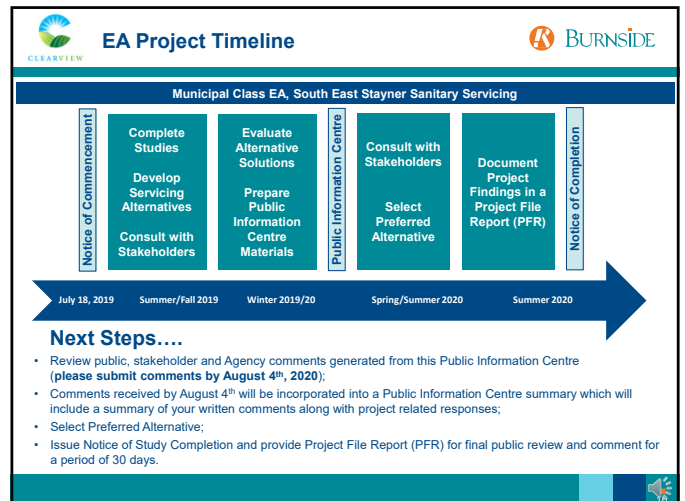 CLEARVIEW
EA Project Timeline
BURNSIDE
Municipal Class EA, South East Stayner Sanitary Servicing
Notice of Commencement
Complete
Studies
Develop
Servicing
Alternatives
Consult with
Stakeholders
Evaluate
Alternative
Solutions
Prepare
Public
Information
Centre
Materials
Public Information Centre
Consult with
Stakeholders
Select
Preferred
Alternative
Document
Project
Findings in a
Project File
Report (PFR)
Notice of Completion
July 18, 2019
Summer/Fall 2019
Winter 2019/20
Spring/Summer 2020
Summer 2020
Next Steps….
• Review public, stakeholder and Agency comments generated from this Public Information Centre
(please submit comments by August 4th, 2020);
• Comments received by August 4th will be incorporated into a Public Information Centre summary which will
include a summary of your written comments along with project related responses;
• Select Preferred Alternative;
• Issue Notice of Study Completion and provide Project File Report (PFR) for final public review and comment for
a period of 30 days.